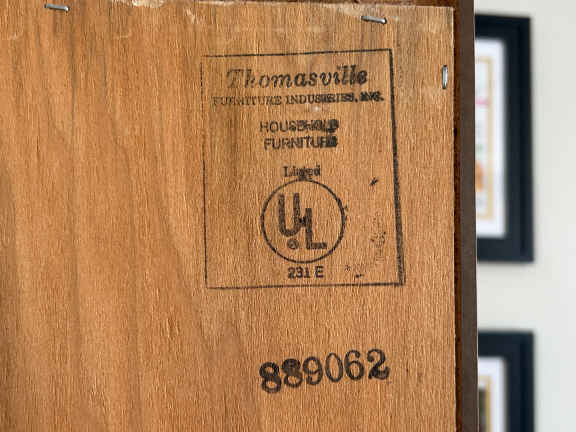 Thomasville
FURNITURE INDUSTRIES, INC.
HOUSEHOLD
FURNITURE
Listed
UL
®
231 E
889062